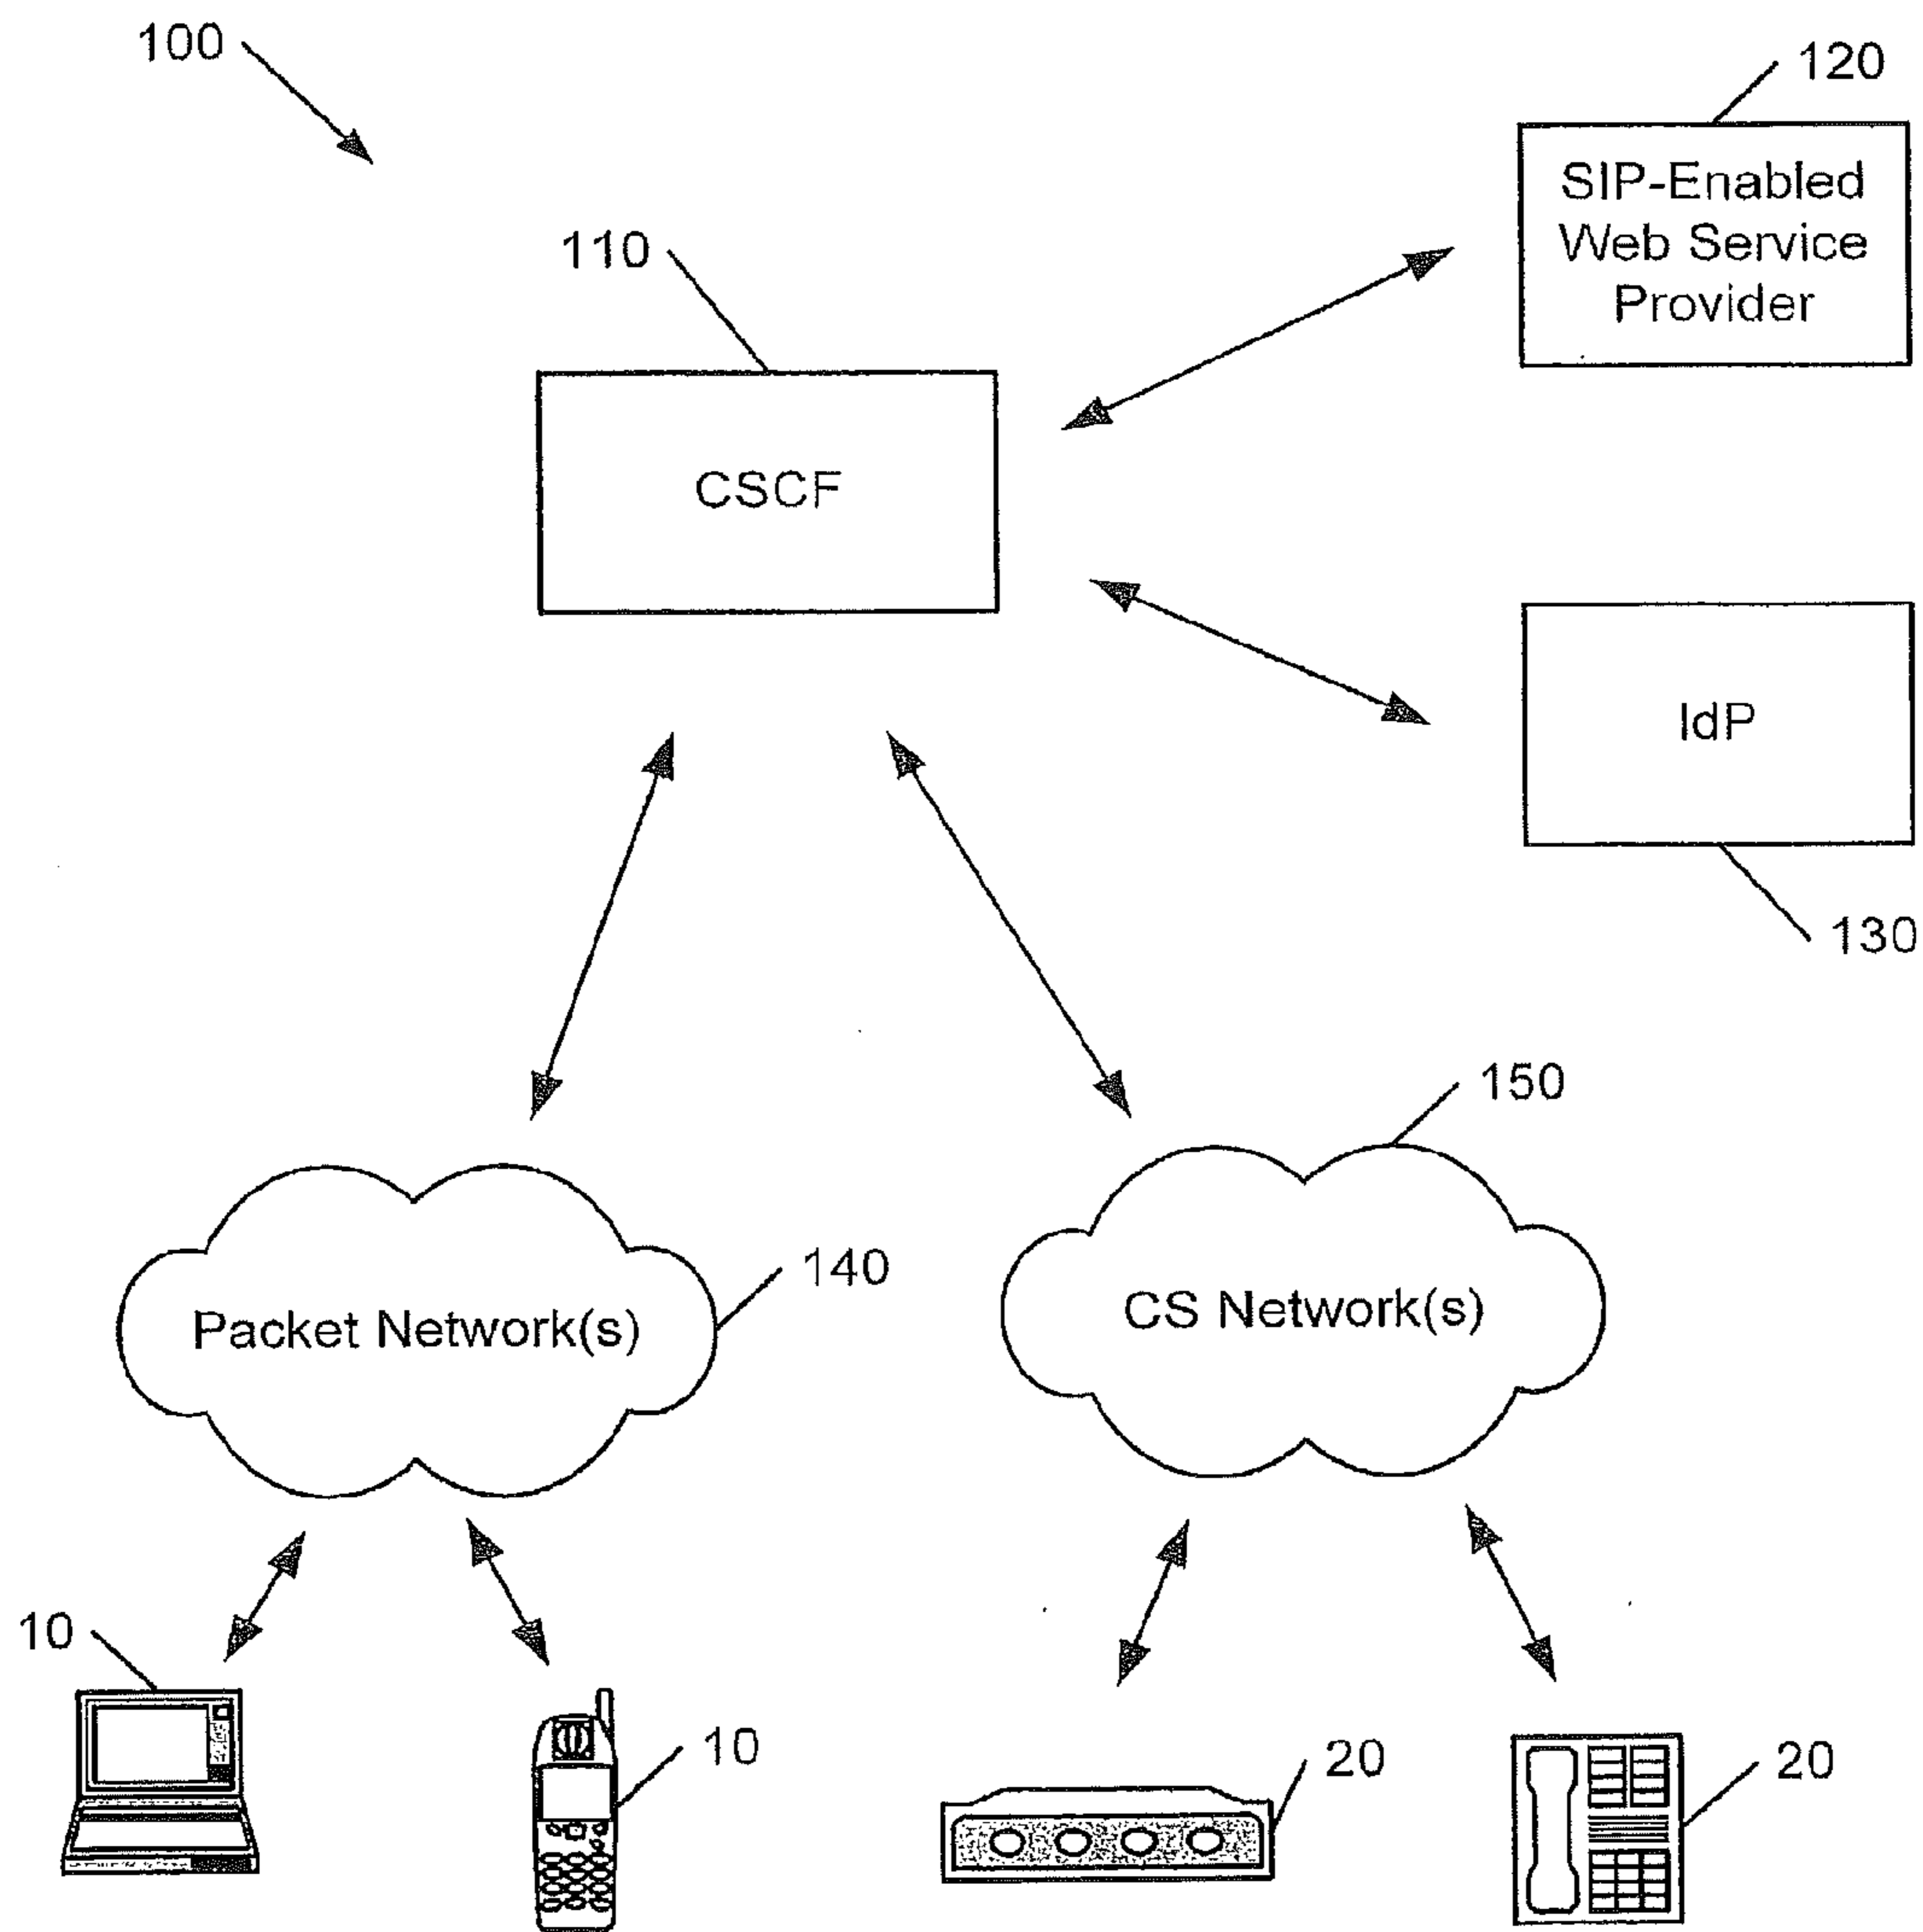 100
120
SIP-Enabled
Web Service
Provider
110
CSCF
IdP
130
150
140
Packet Network(s)
CS Network(s)
10
10
20
20